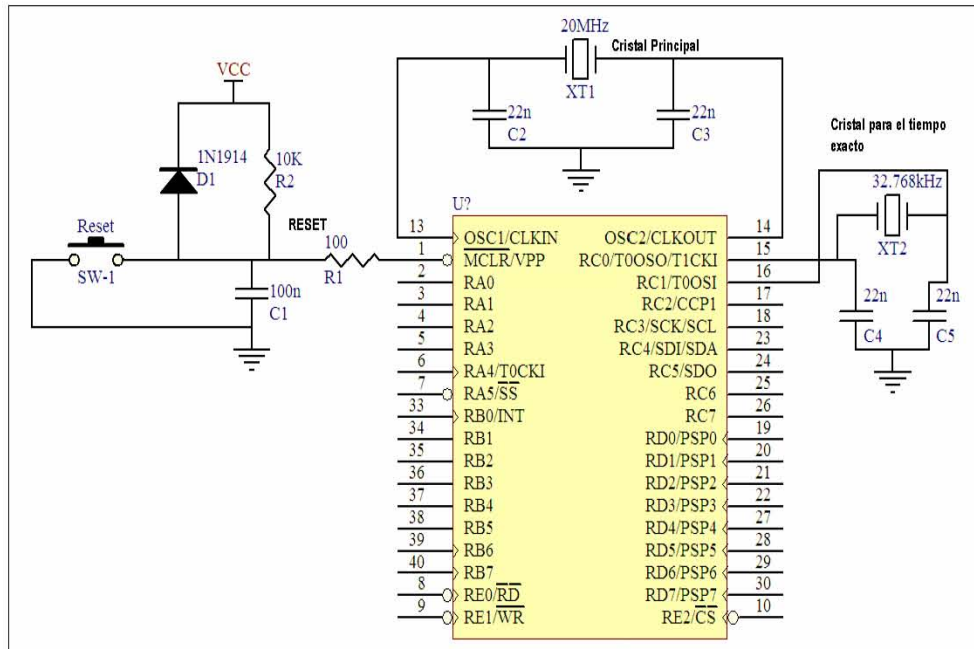 20MHz
Cristal Principal
XT1
22n
C2
22n
C3
VCC
1N1914
D1
10K
R2
Reset
SW-1
RESET
100
R1
100n
C1
Cristal para el tiempo
exacto
32.768kHz
XT2
22n
C4
22n
C5
U?
13 OSC1/CLKIN
1 MCLR/VPP
2 RA0
3 RA1
4 RA2
5 RA3
6 RA4/T0CKI
7 RA5/SS
33 RB0/INT
34 RB1
35 RB2
36 RB3
37 RB4
38 RB5
39 RB6
40 RB7
8 RE0/RD
9 RE1/WR
OSC2/CLKOUT 14
RC0/T0OSO/T1CKI 15
RC1/T0OSI 16
RC2/CCP1 17
RC3/SCK/SCL 18
RC4/SDI/SDA 23
RC5/SDO 24
RC6 25
RC7 26
RD0/PSP0 19
RD1/PSP1 20
RD2/PSP2 21
RD3/PSP3 22
RD4/PSP4 27
RD5/PSP5 28
RD6/PSP6 29
RD7/PSP7 30
RE2/CS 10